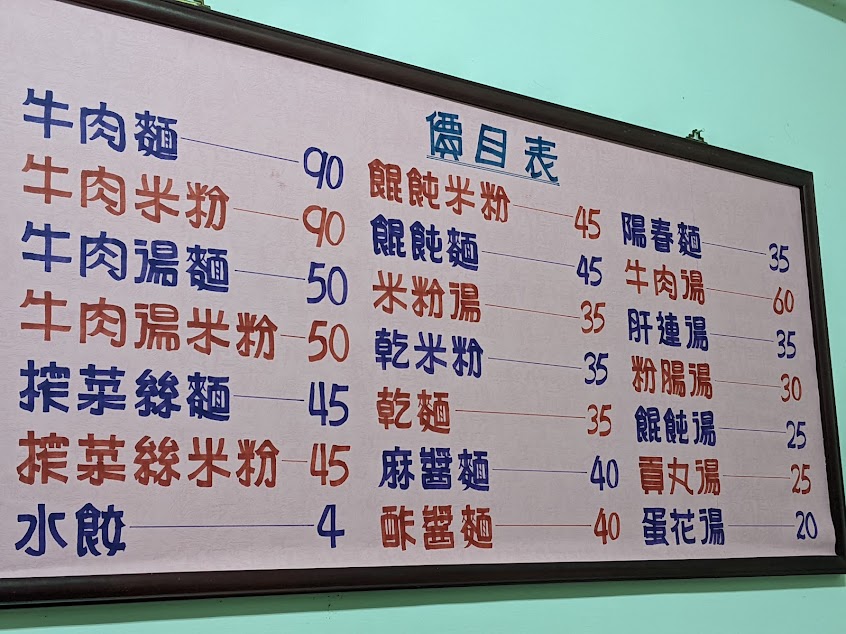 價目表
牛肉麵 90
牛肉米粉 90
牛肉湯麵 50
牛肉湯米粉 50
榨菜絲麵 45
榨菜絲米粉 45
水餃 4
餛飩米粉 45
餛飩麵 45
米粉湯 35
乾米粉 35
乾麵 35
麻醬麵 40
酢醬麵 40
陽春麵 35
牛肉湯 60
肝連湯 35
粉腸湯 30
餛飩湯 25
貢丸湯 25
蛋花湯 20